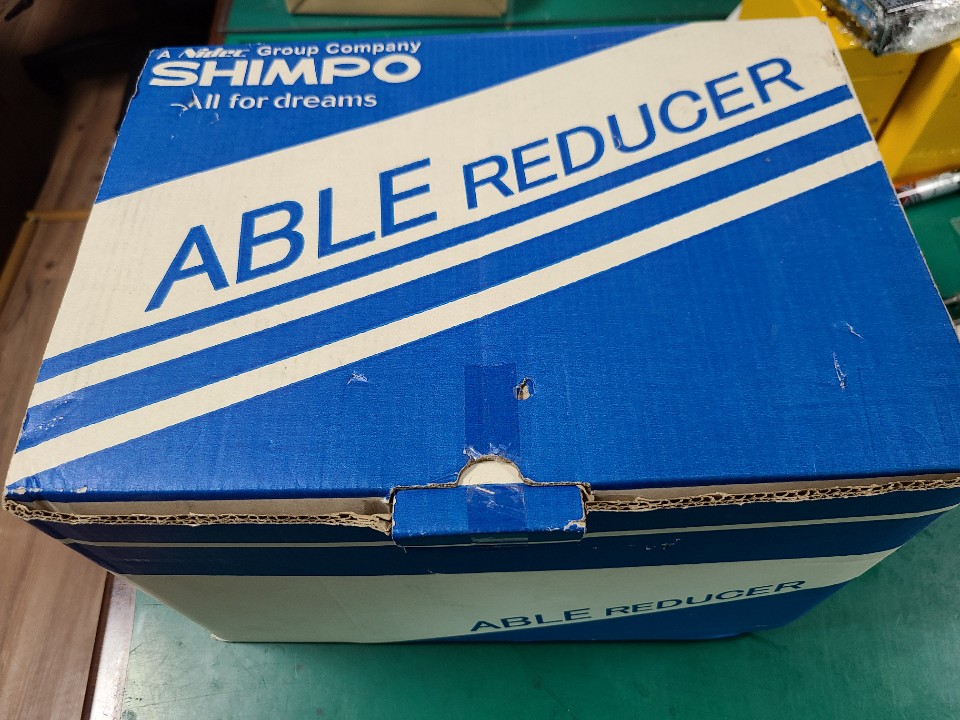 A Nidec Group Company
SHIMPO
All for dreams
ABLE REDUCER
ABLE REDUCER